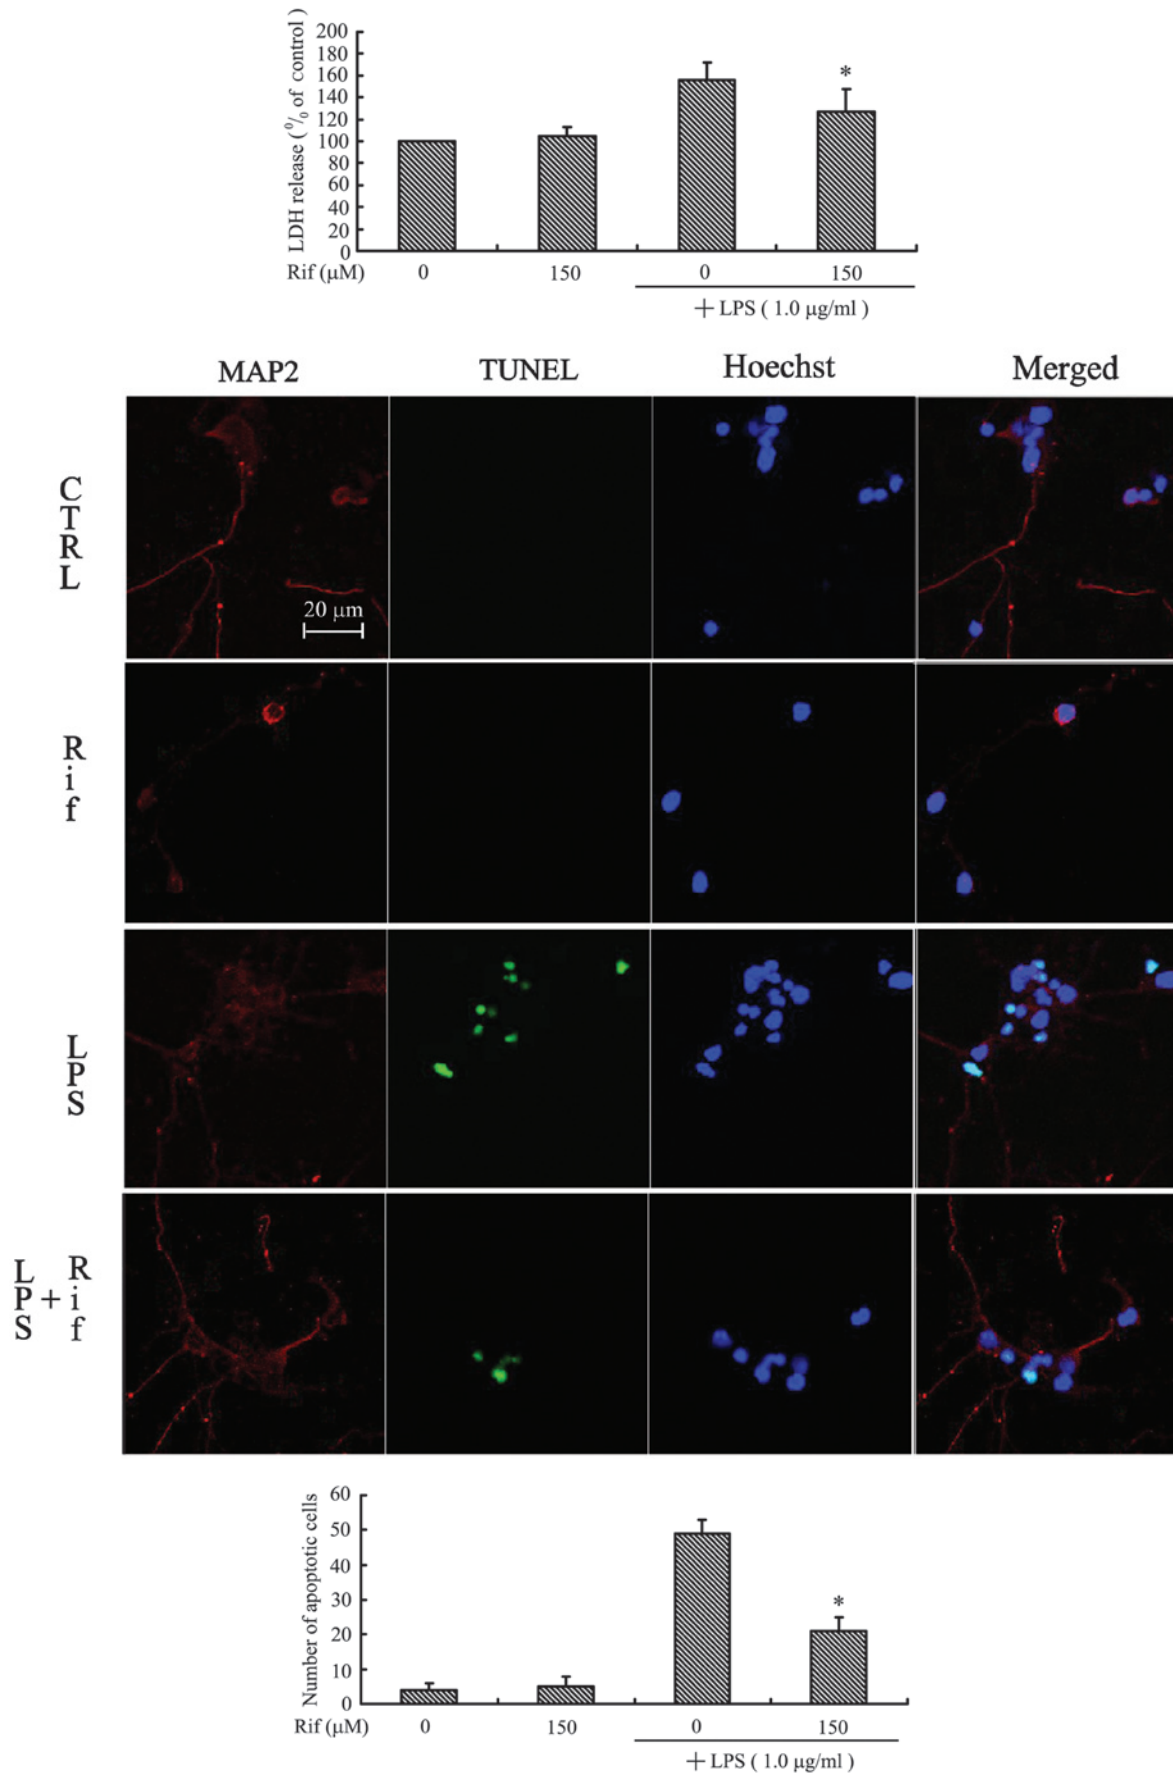 LDH release ( % of control )
200
180
160
140
120
100
80
60
40
20
0
*
Rif (μM) 0 150 0 150
+ LPS ( 1.0 μg/ml )
MAP2 TUNEL Hoechst Merged
CTRL
20 μm
Rif
LPS
LPS + Rif
Number of apoptotic cells
60
50
40
30
20
10
0
*
Rif (μM) 0 150 0 150
+ LPS ( 1.0 μg/ml )